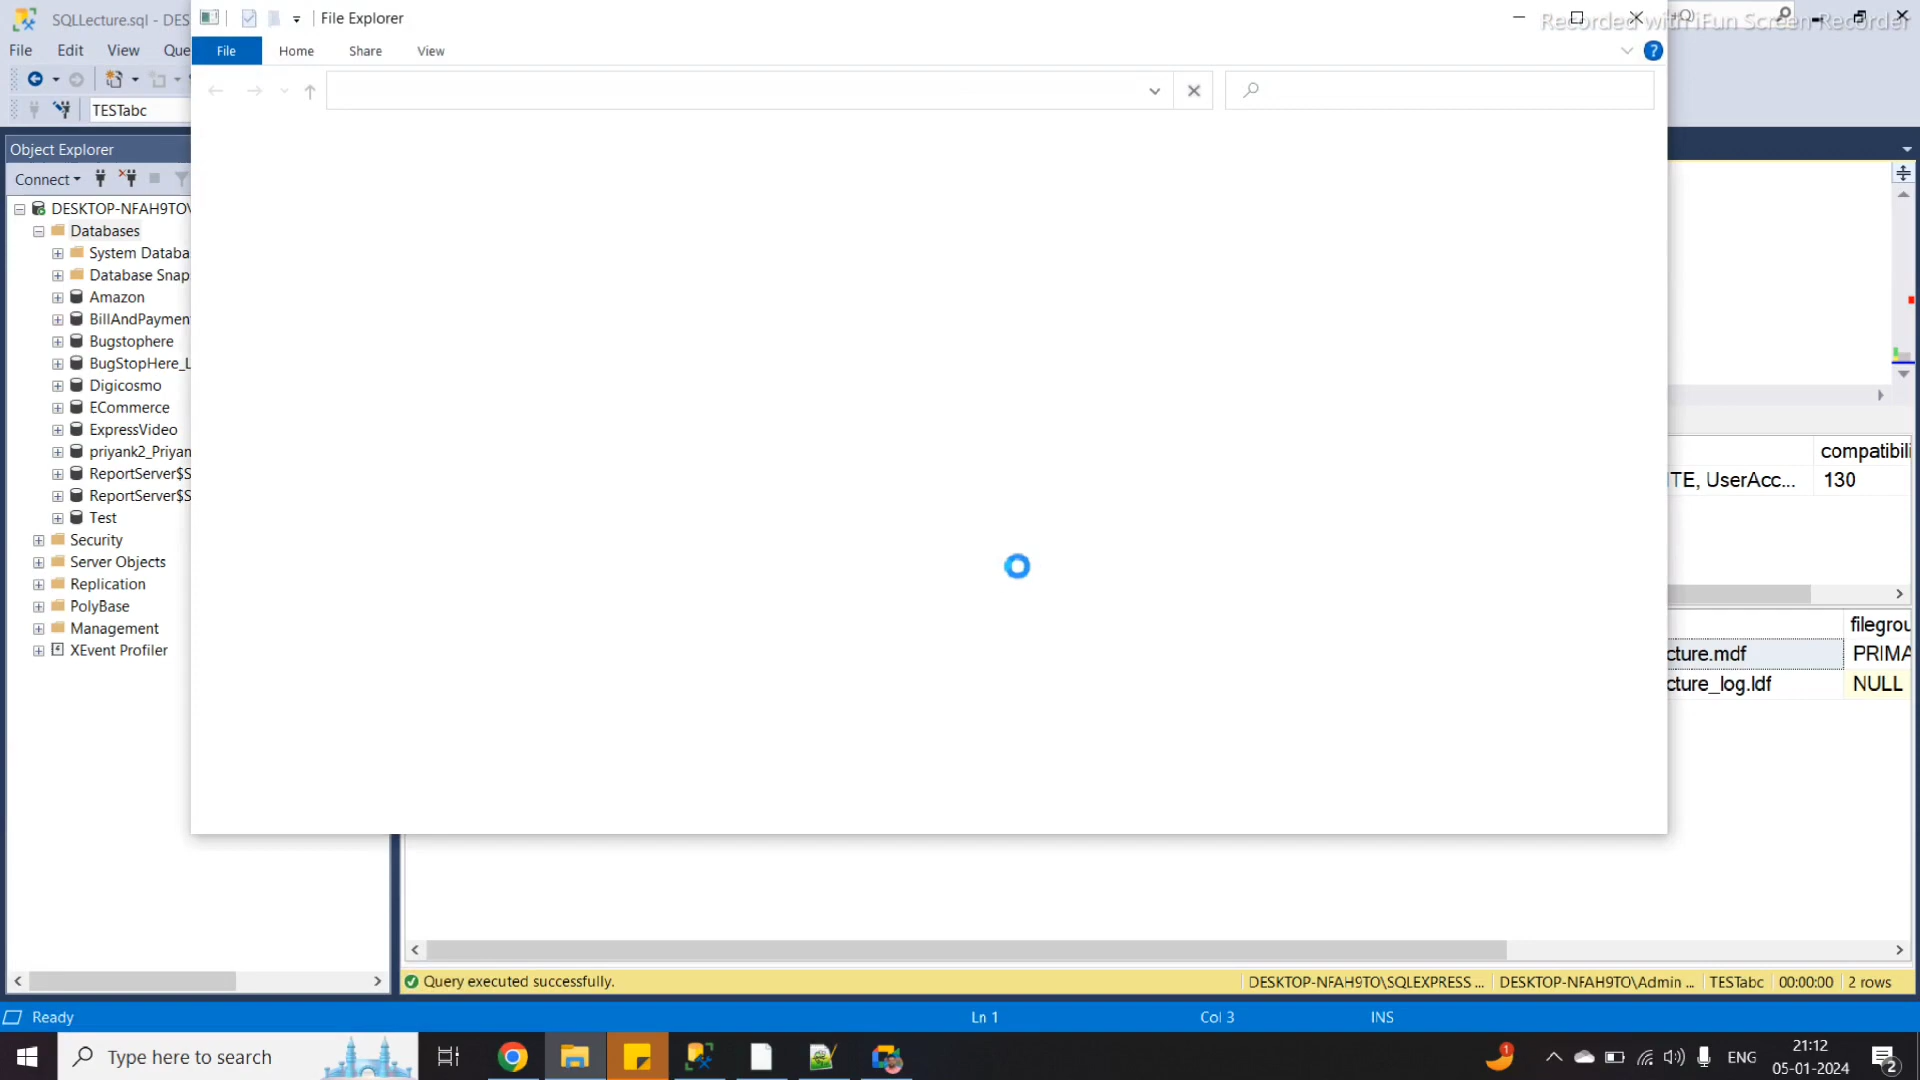 SQLLecture.sql - DES
File Explorer
Recorded with iFun Screen Recorder
File Edit View Que
File Home Share View
TESTabc
Object Explorer
Connect
DESKTOP-NFAH9TO\
Databases
System Databa
Database Snap
Amazon
BillAndPaymen
Bugstophere
BugStopHere_L
Digicosmo
ECommerce
ExpressVideo
priyank2_Priyan
ReportServer$S
ReportServer$S
Test
Security
Server Objects
Replication
PolyBase
Management
XEvent Profiler
compatibili
ITE, UserAcc... 130
filegrou
cture.mdf PRIMA
cture_log.ldf NULL
Query executed successfully. DESKTOP-NFAH9TO\SQLEXPRESS ... DESKTOP-NFAH9TO\Admin ... TESTabc 00:00:00 2 rows
Ready Ln 1 Col 3 INS
Type here to search
1
ENG
21:12
05-01-2024
2